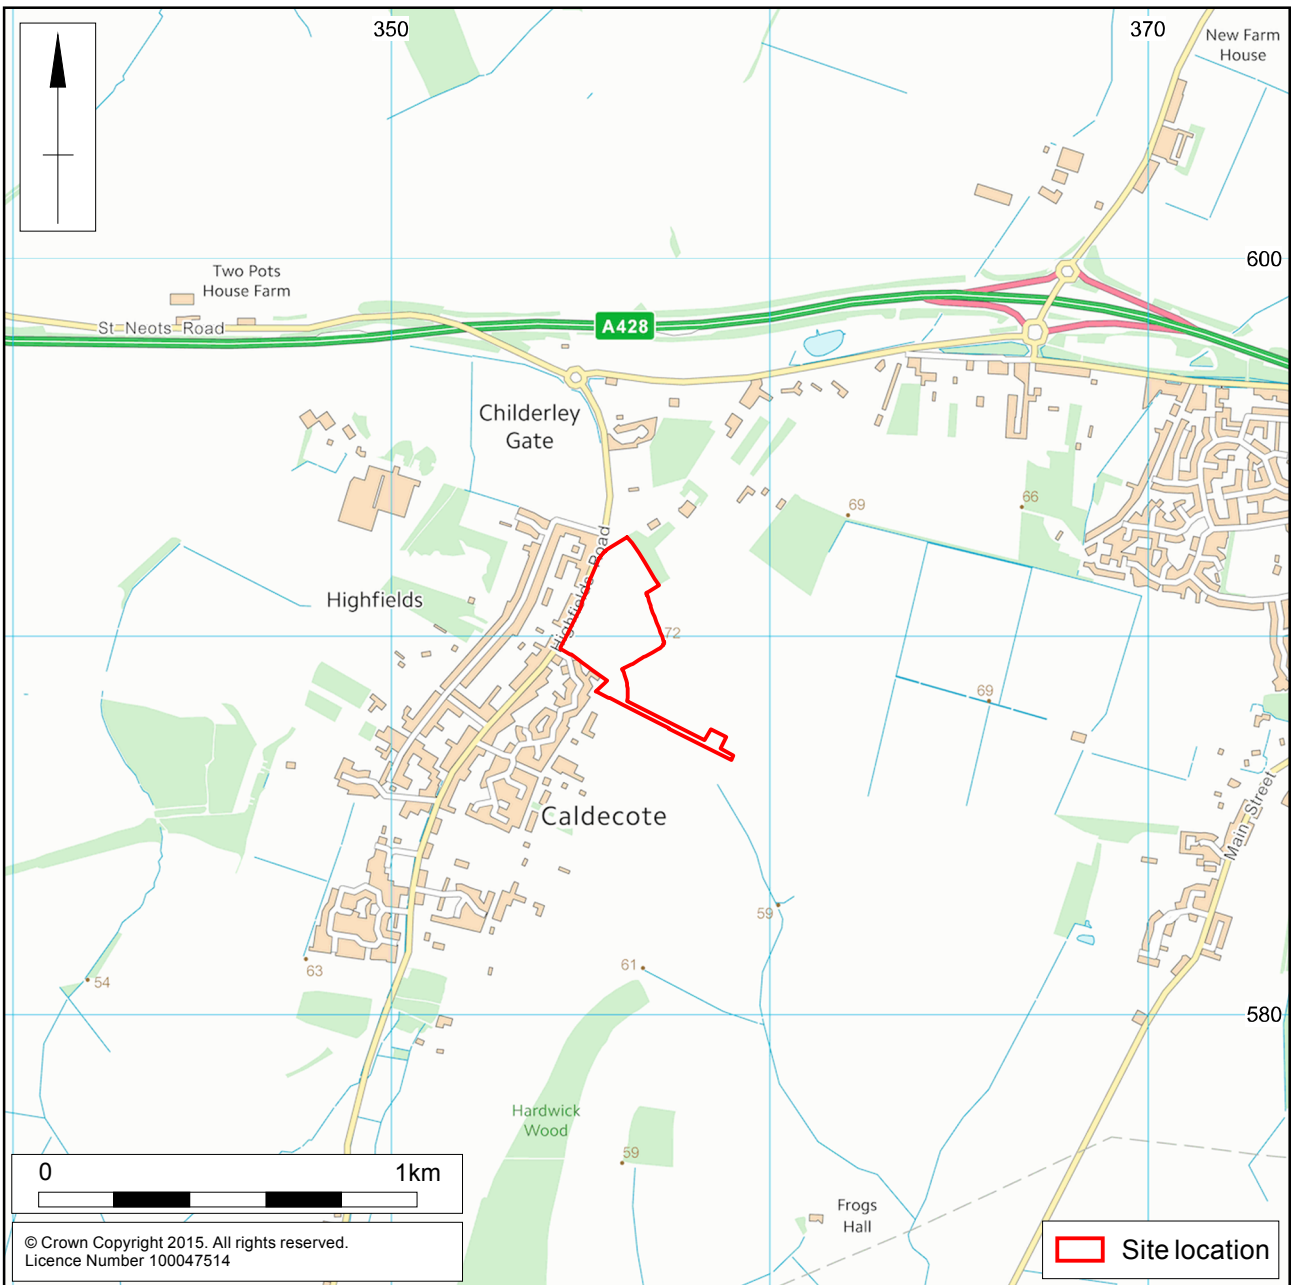 350
370
New Farm
House
600
Two Pots
House Farm
St Neots Road
A428
Childerley
Gate
69
66
Highfields Road
Highfields
72
69
Main Street
Caldecote
59
61
63
54
580
Hardwick
Wood
59
Frogs
Hall
0 1km
© Crown Copyright 2015. All rights reserved.
Licence Number 100047514
Site location